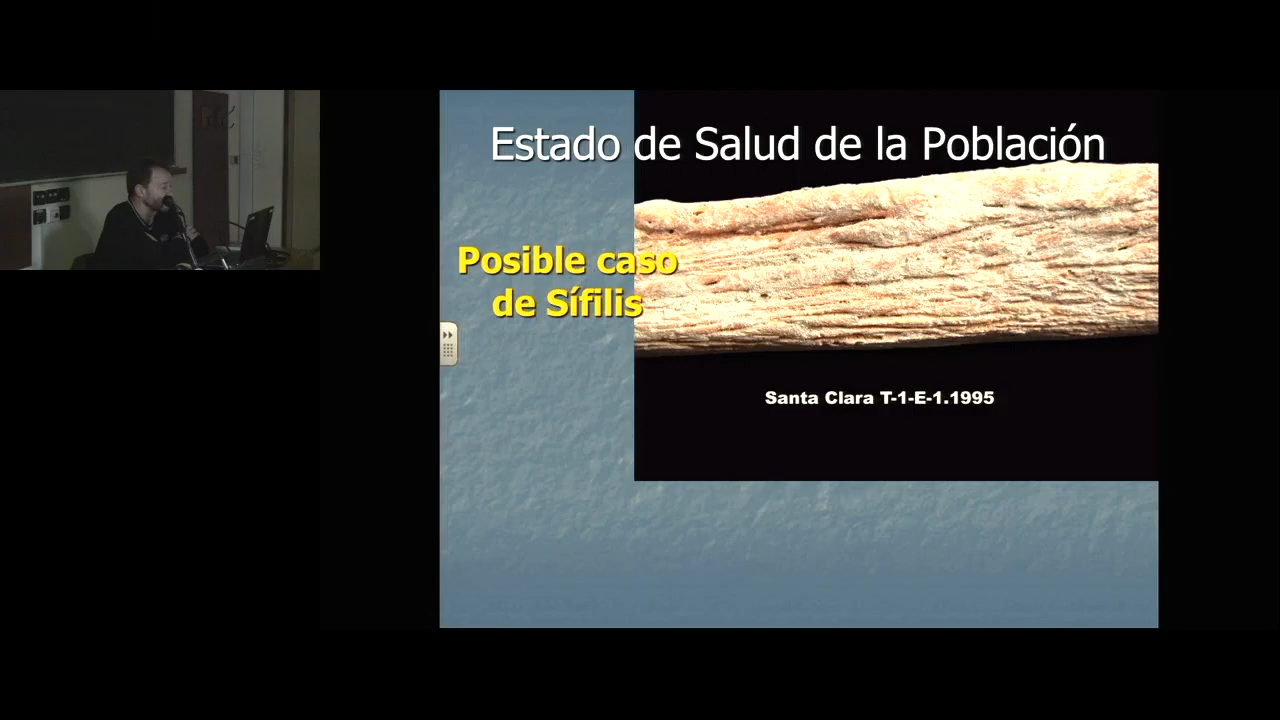 Estado de Salud de la Población
Posible caso
de Sífilis
Santa Clara T-1-E-1.1995